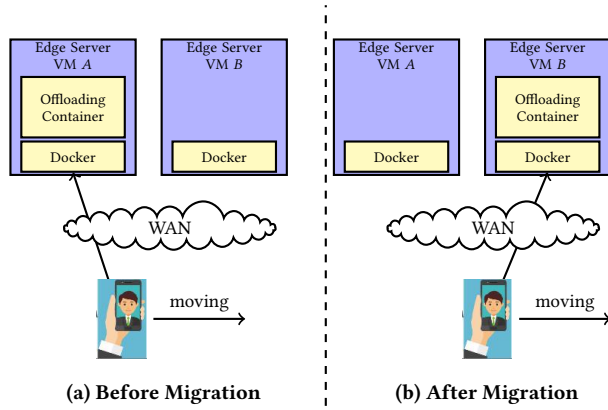 Edge Server
VM A
Offloading
Container
Docker
Edge Server
VM B
Docker
WAN
moving
(a) Before Migration
Edge Server
VM A
Docker
Edge Server
VM B
Offloading
Container
Docker
WAN
moving
(b) After Migration